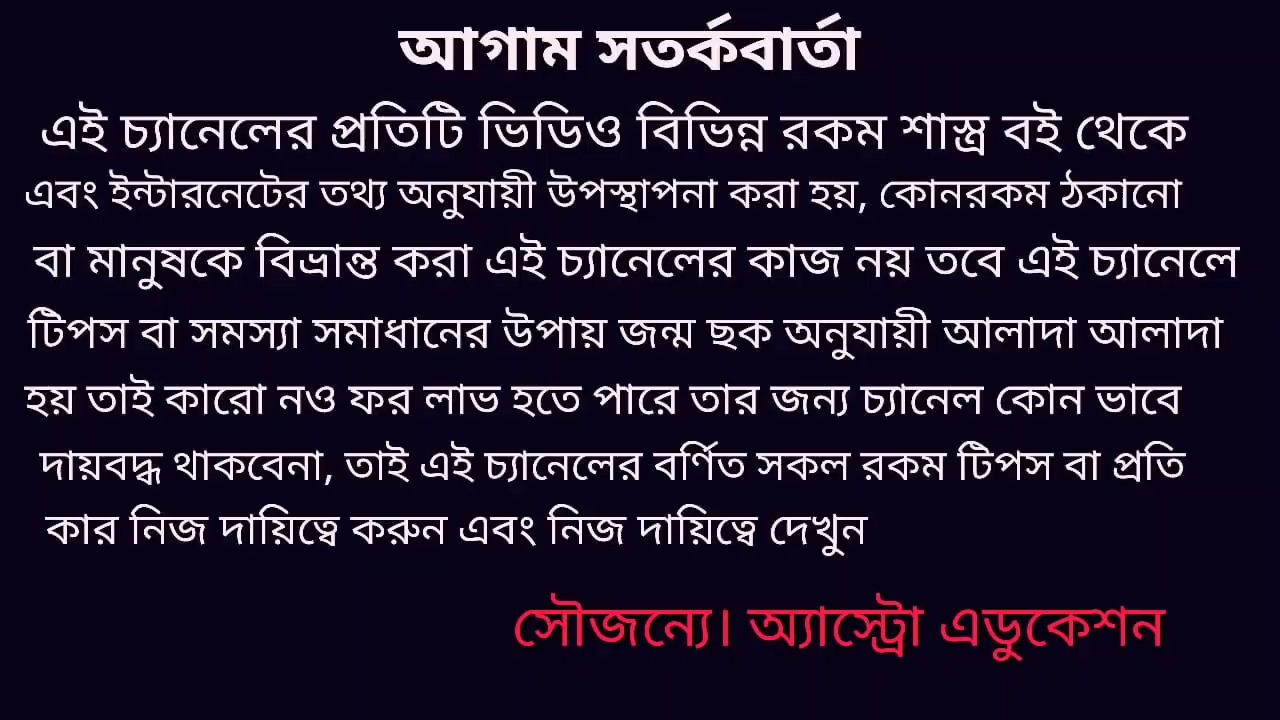 আগাম সতর্কবার্তা
এই চ্যানেলের প্রতিটি ভিডিও বিভিন্ন রকম শাস্ত্র বই থেকে
এবং ইন্টারনেটের তথ্য অনুযায়ী উপস্থাপনা করা হয়, কোনরকম ঠকানো
বা মানুষকে বিভ্রান্ত করা এই চ্যানেলের কাজ নয় তবে এই চ্যানেলে
টিপস বা সমস্যা সমাধানের উপায় জন্ম ছক অনুযায়ী আলাদা আলাদা
হয় তাই কারো নও ফর লাভ হতে পারে তার জন্য চ্যানেল কোন ভাবে
দায়বদ্ধ থাকবেনা, তাই এই চ্যানেলের বর্ণিত সকল রকম টিপস বা প্রতি
কার নিজ দায়িত্বে করুন এবং নিজ দায়িত্বে দেখুন
সৌজন্যে। অ্যাস্ট্রো এডুকেশন